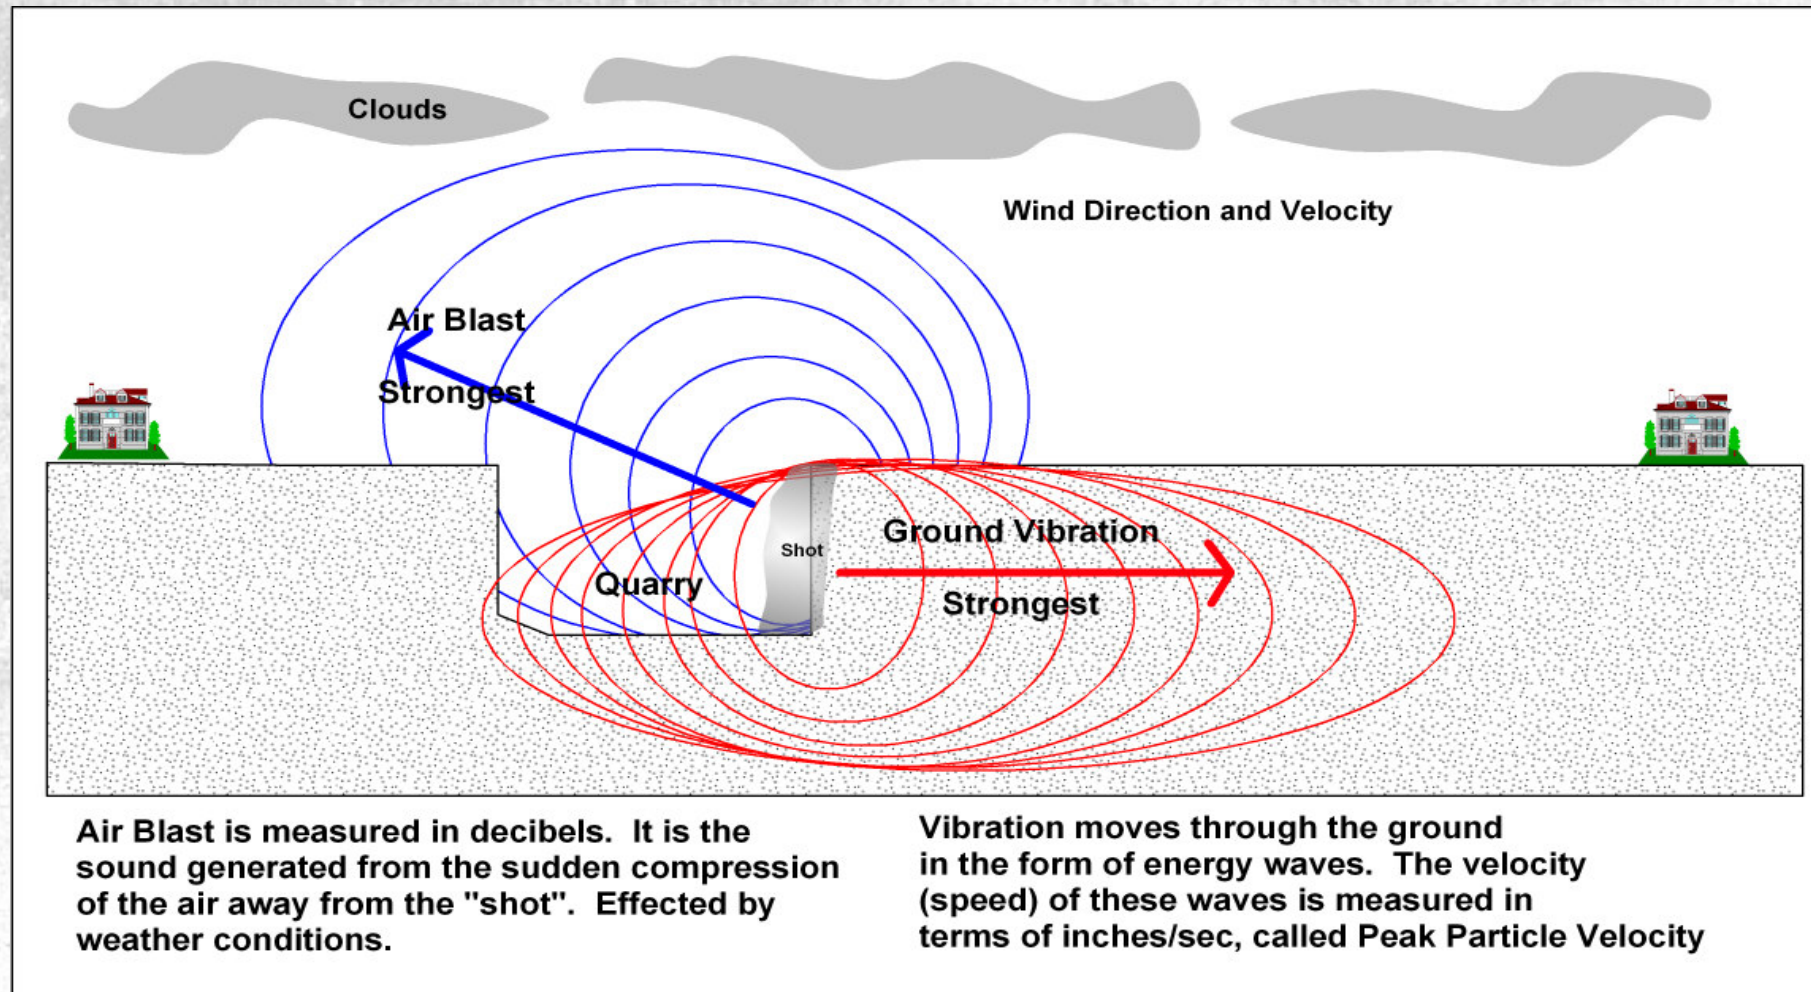 Clouds
Wind Direction and Velocity
Air Blast
Strongest
Shot
Ground Vibration
Quarry
Strongest
Air Blast is measured in decibels. It is the
sound generated from the sudden compression
of the air away from the "shot". Effected by
weather conditions.
Vibration moves through the ground
in the form of energy waves. The velocity
(speed) of these waves is measured in
terms of inches/sec, called Peak Particle Velocity